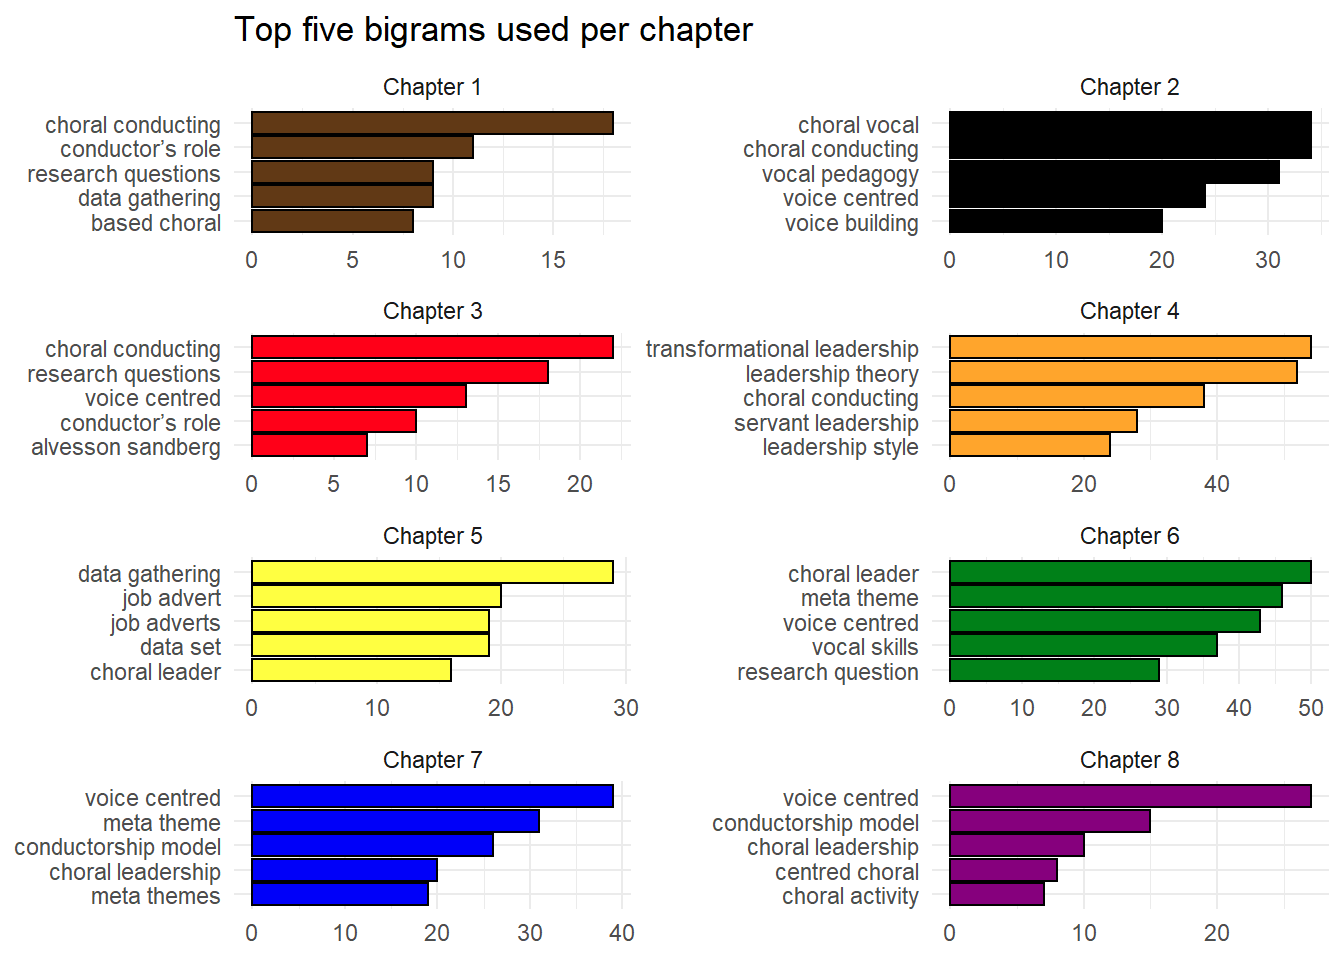 Top five bigrams used per chapter
Chapter 1
choral conducting
conductor’s role
research questions
data gathering
based choral
0 5 10 15
Chapter 2
choral vocal
choral conducting
vocal pedagogy
voice centred
voice building
0 10 20 30
Chapter 3
choral conducting
research questions
voice centred
conductor’s role
alvesson sandberg
0 5 10 15 20
Chapter 4
transformational leadership
leadership theory
choral conducting
servant leadership
leadership style
0 20 40
Chapter 5
data gathering
job advert
job adverts
data set
choral leader
0 10 20 30
Chapter 6
choral leader
meta theme
voice centred
vocal skills
research question
0 10 20 30 40 50
Chapter 7
voice centred
meta theme
conductorship model
choral leadership
meta themes
0 10 20 30 40
Chapter 8
voice centred
conductorship model
choral leadership
centred choral
choral activity
0 10 20